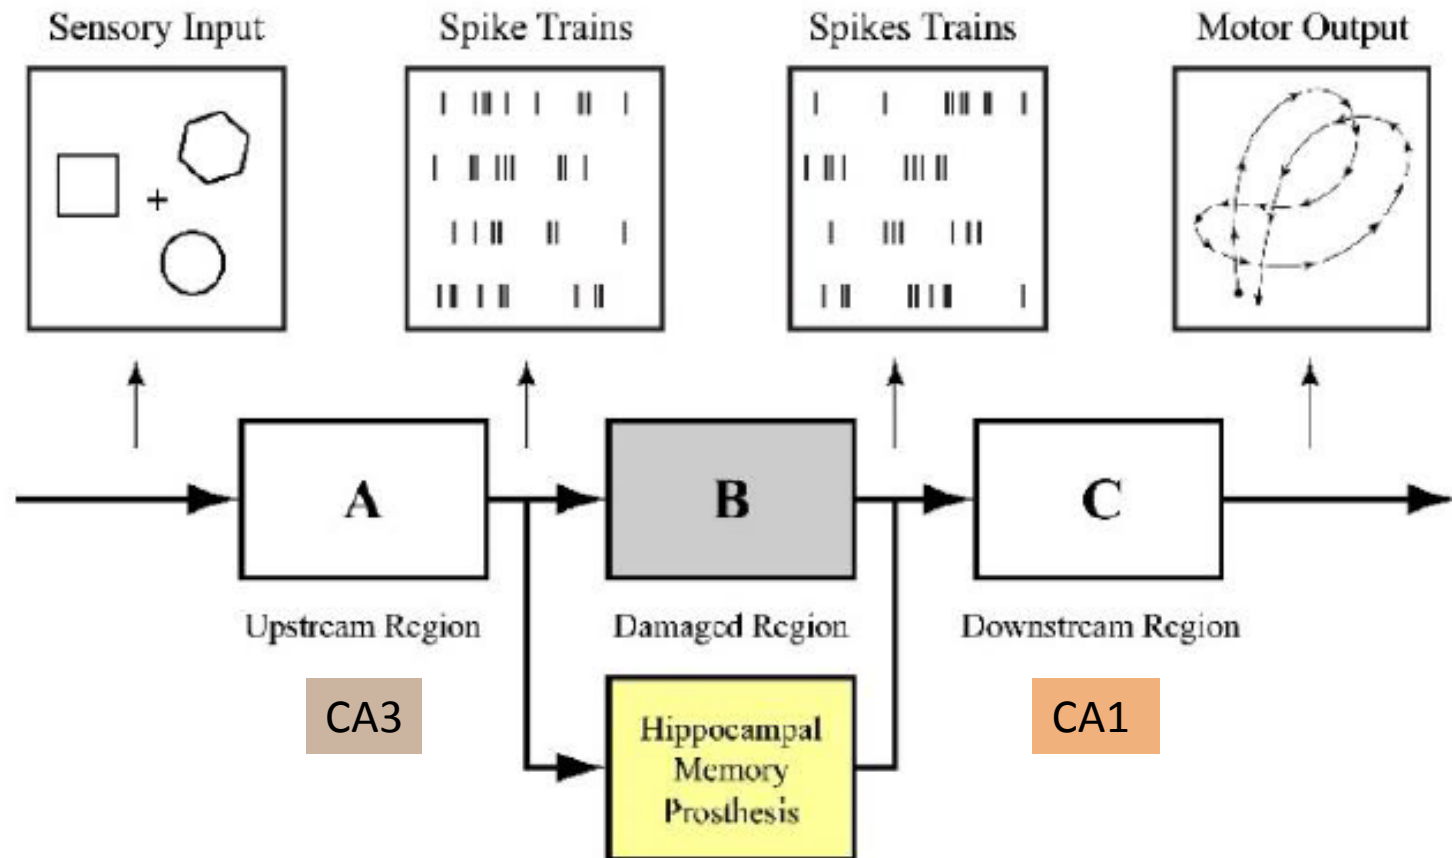 Sensory Input
Spike Trains
Spikes Trains
Motor Output
+
A
B
C
Upstream Region
Damaged Region
Downstream Region
CA3
CA1
Hippocampal
Memory
Prosthesis